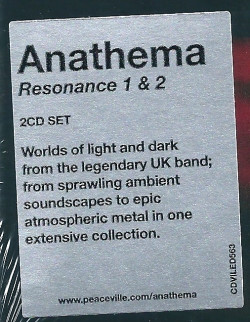 Anathema
Resonance 1 & 2
2CD SET
Worlds of light and dark
from the legendary UK band;
from sprawling ambient
soundscapes to epic
atmospheric metal in one
extensive collection.
www.peaceville.com/anathema
CDVILED563